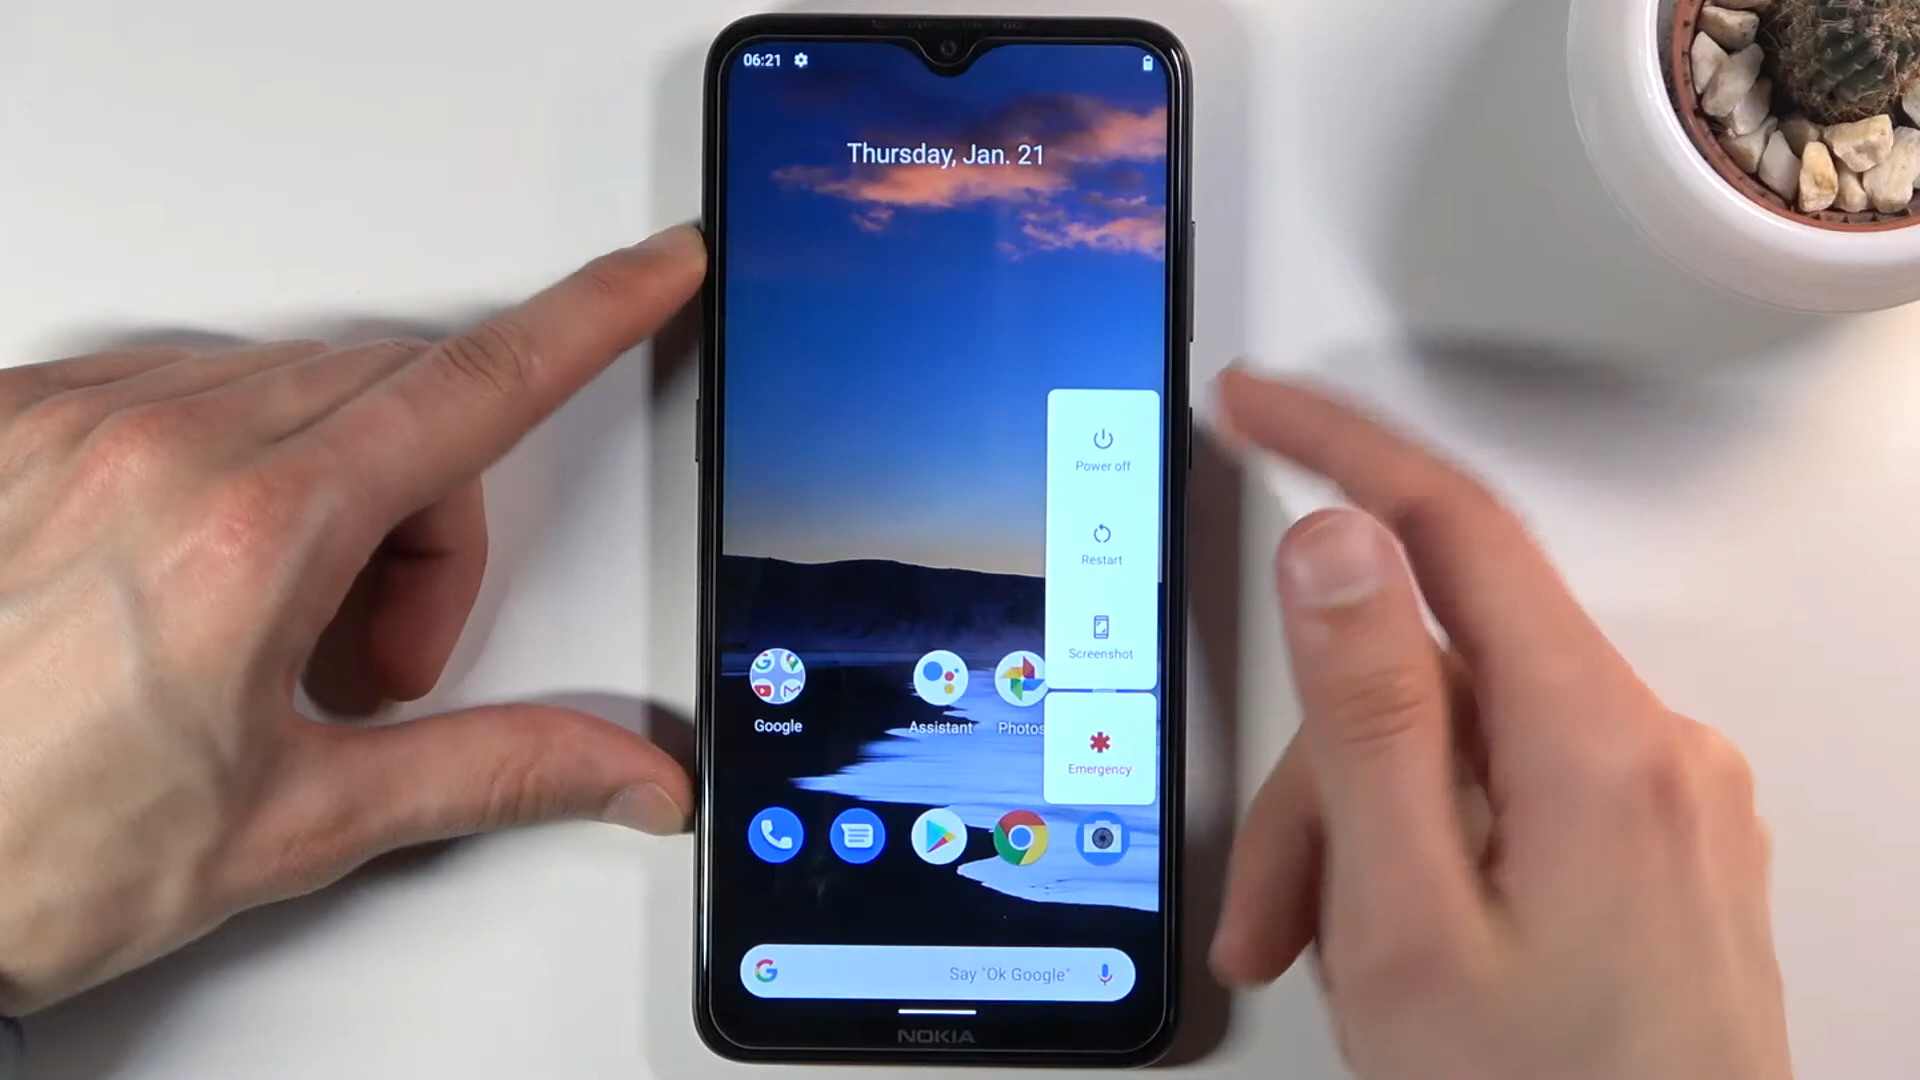 06:21
Thursday, Jan. 21
Power off
Restart
Screenshot
Emergency
Google
Assistant
Photos
Say "Ok Google"
NOKIA